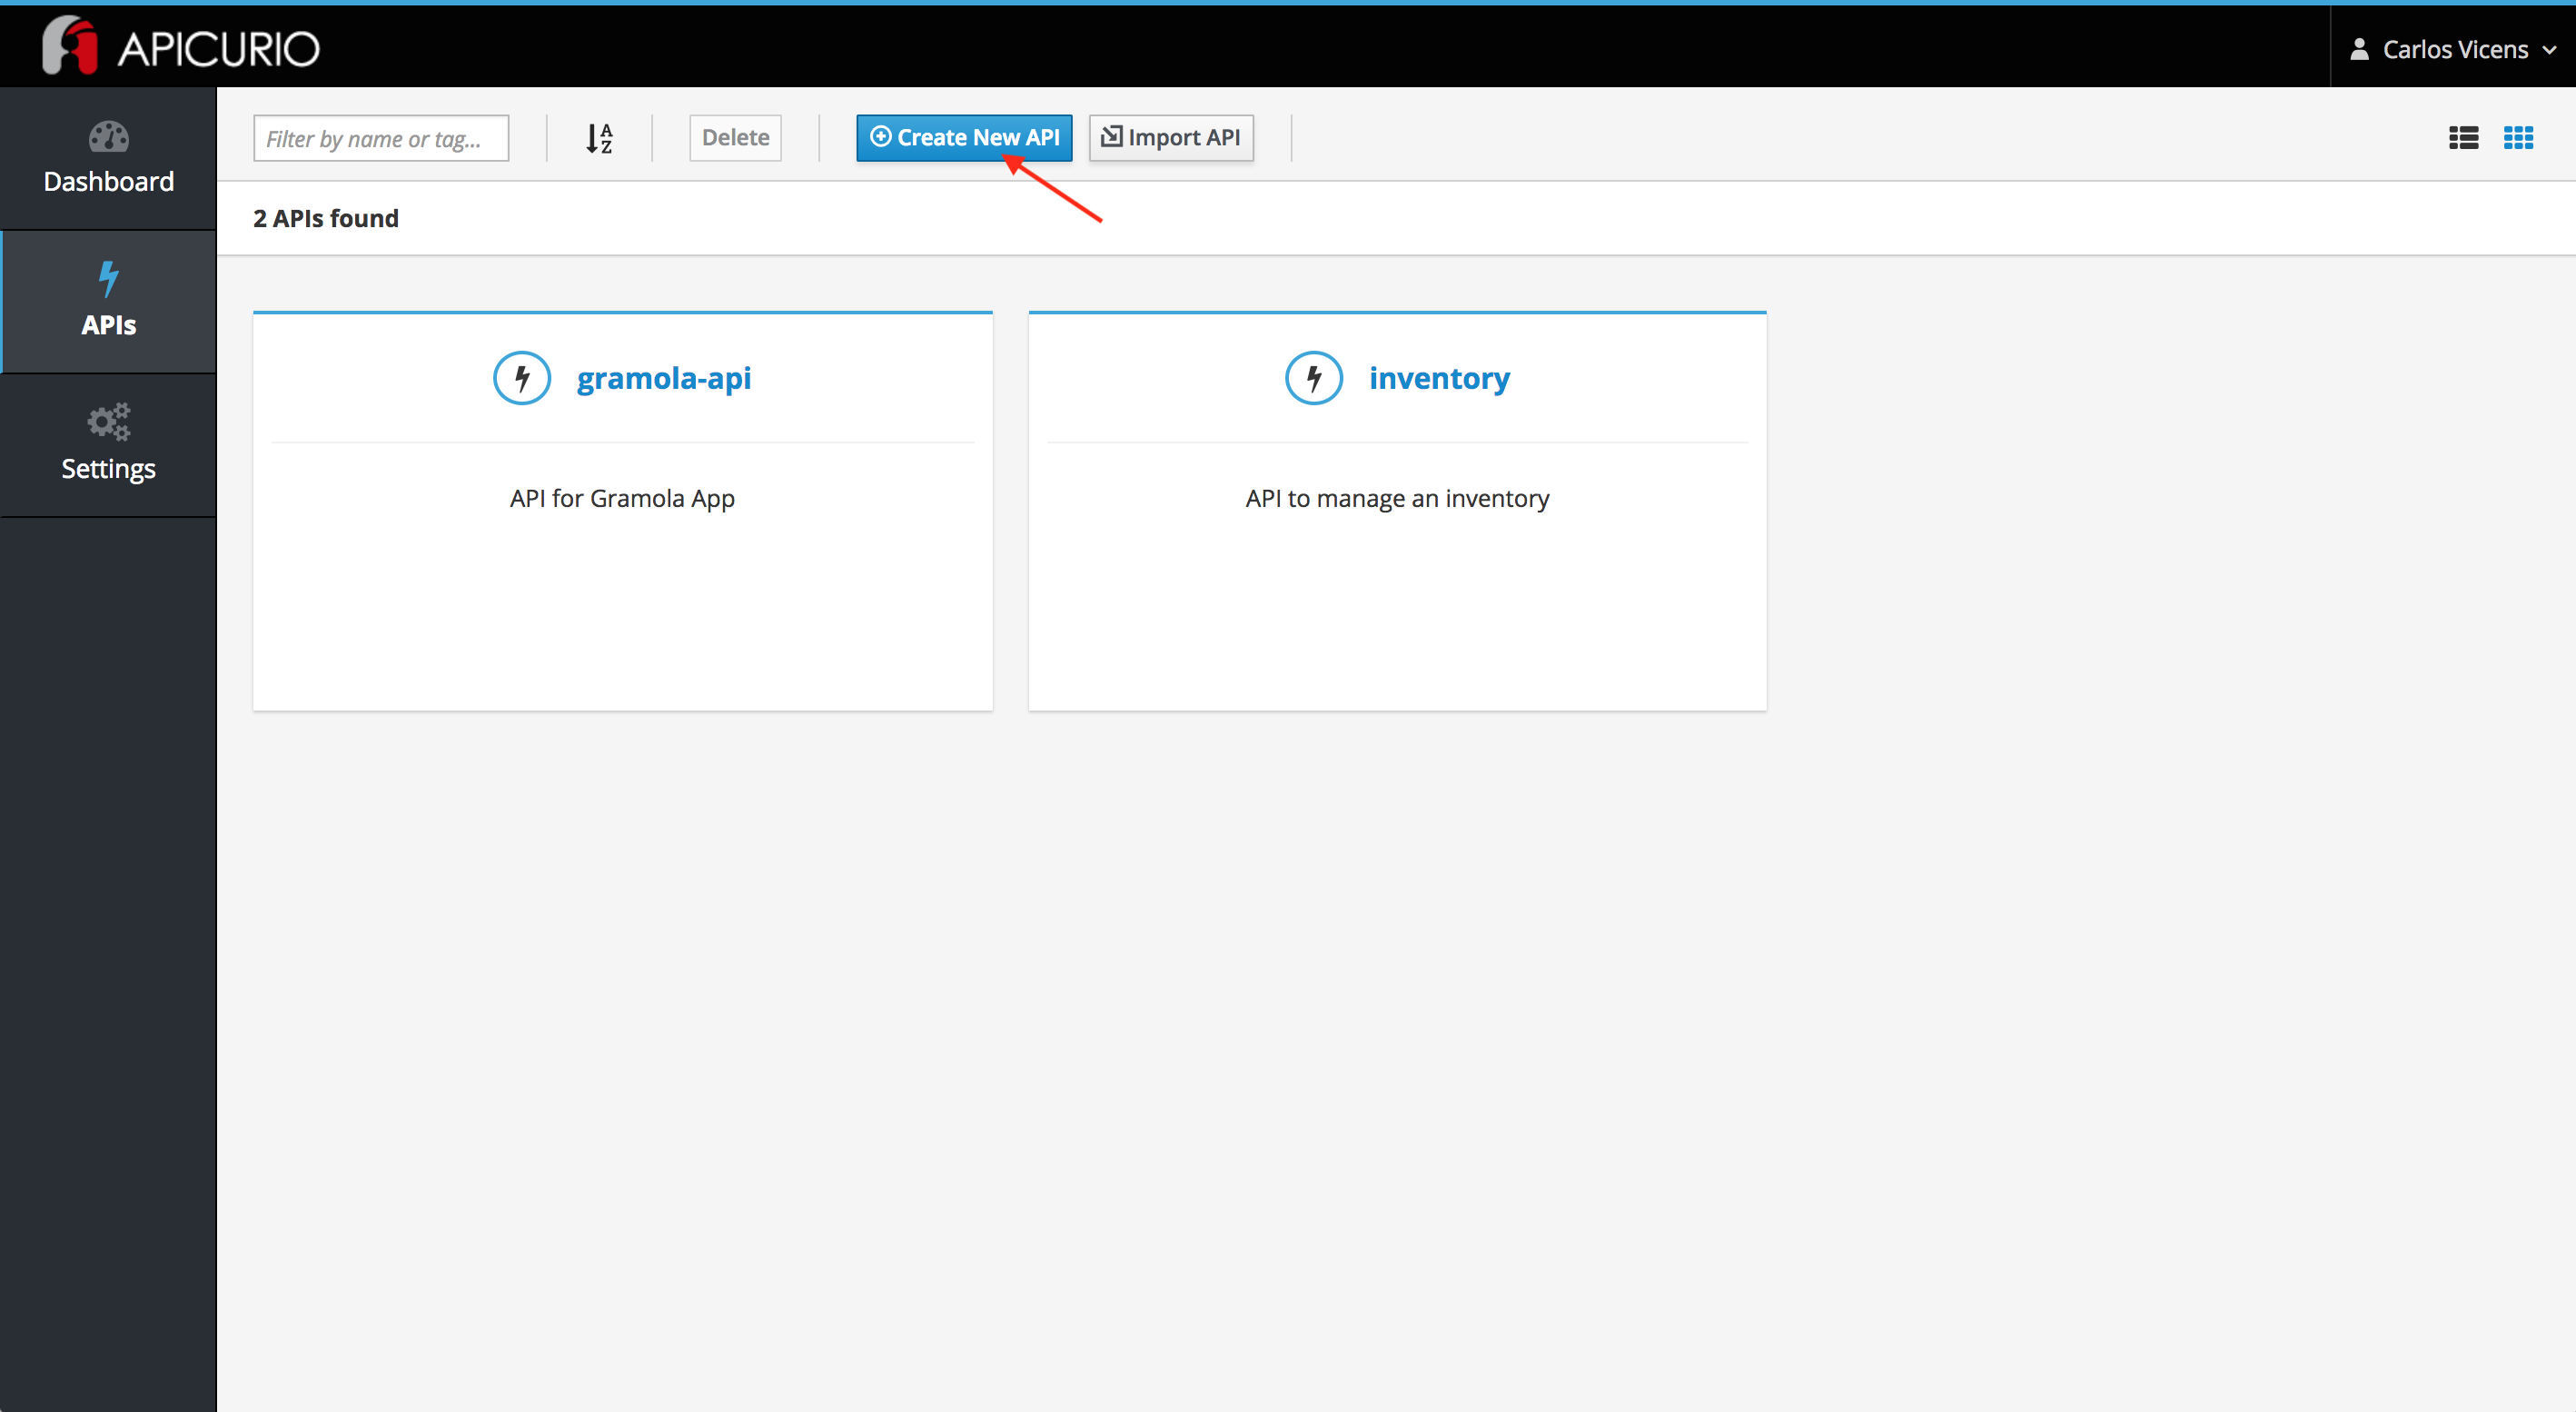 APICURIO
Carlos Vicens
Filter by name or tag...
A
Z
Delete
Create New API
Import API
Dashboard
2 APIs found
APIs
gramola-api
inventory
Settings
API for Gramola App
API to manage an inventory